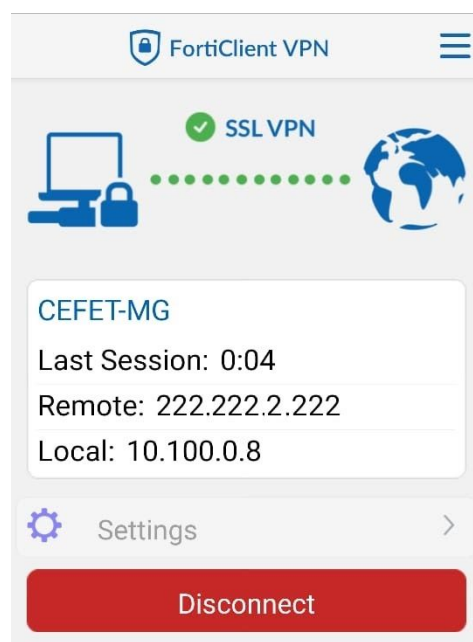 FortiClient VPN
SSL VPN
CEFET-MG
Last Session: 0:04
Remote: 222.222.2.222
Local: 10.100.0.8
Settings
Disconnect